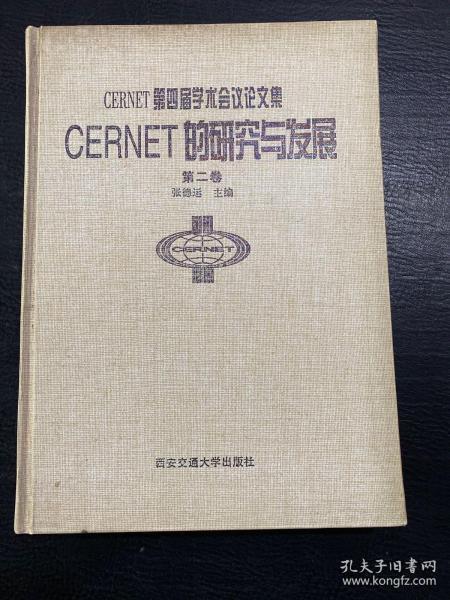 CERNET 第四届学术会议论文集
CERNET 的研究与发展
第二卷
张德运 主编
CERNET
西安交通大学出版社
孔夫子旧书网
www.kongfz.com